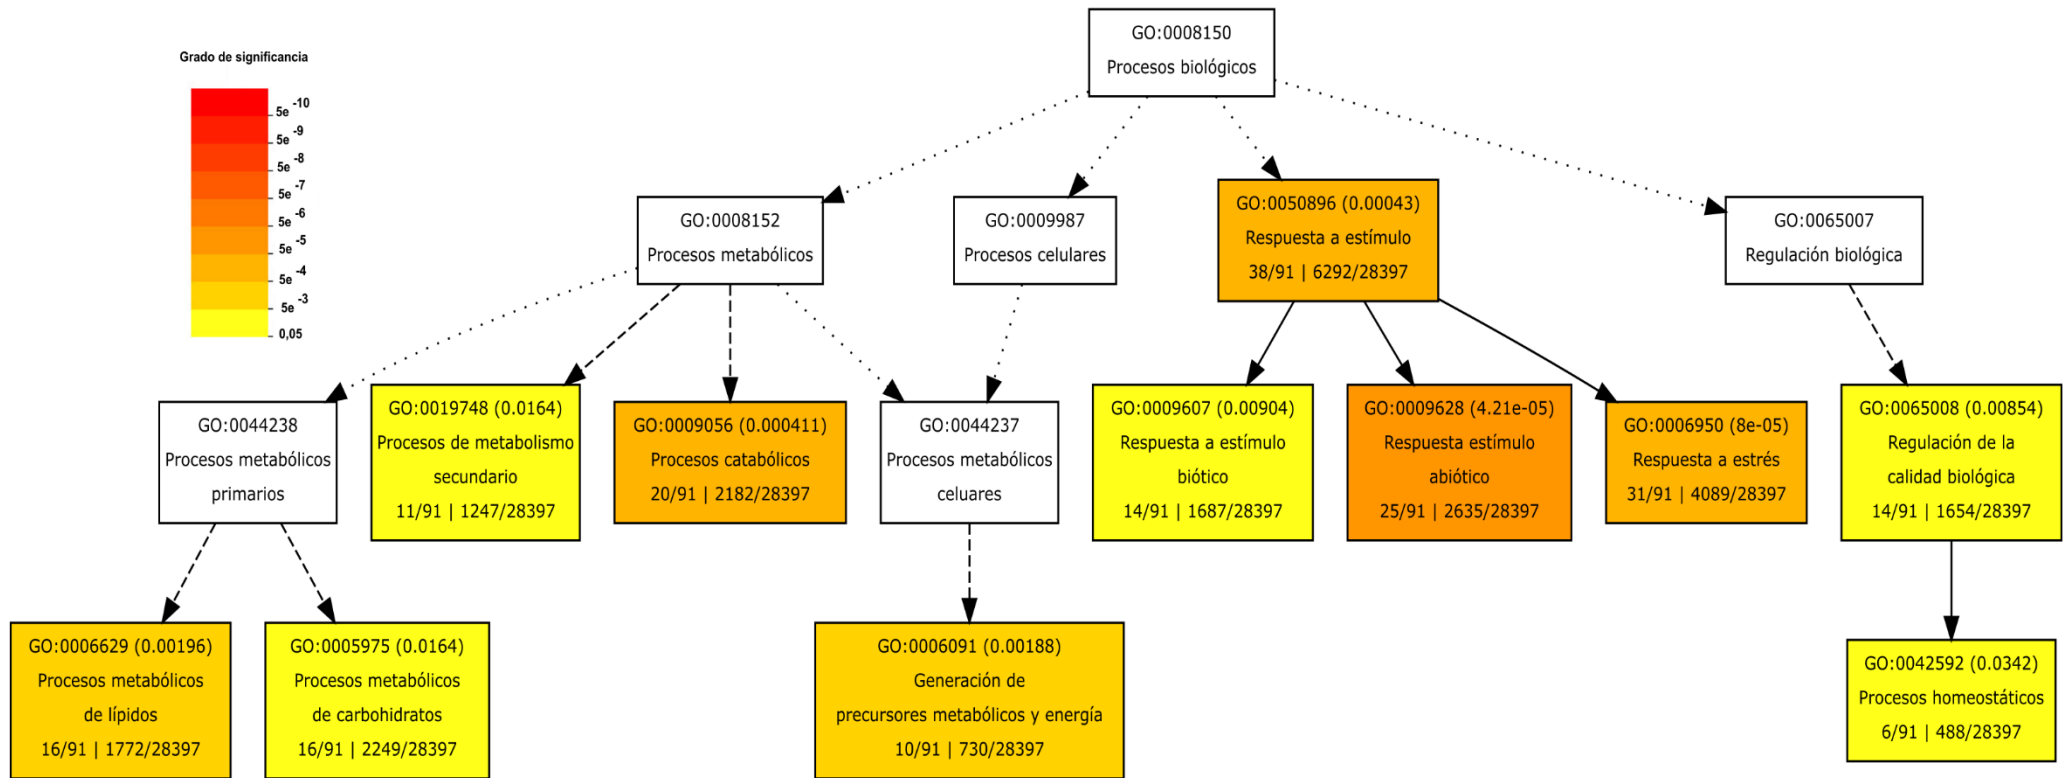 GO:0008150
Procesos biológicos
Grado de significancia
5e -10
5e -9
5e -8
5e -7
5e -6
5e -5
5e -4
5e -3
0,05
GO:0008152
Procesos metabólicos
GO:0009987
Procesos celulares
GO:0050896 (0.00043)
Respuesta a estímulo
38/91 | 6292/28397
GO:0065007
Regulación biológica
GO:0044238
Procesos metabólicos
primarios
GO:0019748 (0.0164)
Procesos de metabolismo
secundario
11/91 | 1247/28397
GO:0009056 (0.000411)
Procesos catabólicos
20/91 | 2182/28397
GO:0044237
Procesos metabólicos
celuares
GO:0009607 (0.00904)
Respuesta a estímulo
biótico
14/91 | 1687/28397
GO:0009628 (4.21e-05)
Respuesta estímulo
abiótico
25/91 | 2635/28397
GO:0006950 (8e-05)
Respuesta a estrés
31/91 | 4089/28397
GO:0065008 (0.00854)
Regulación de la
calidad biológica
14/91 | 1654/28397
GO:0006629 (0.00196)
Procesos metabólicos
de lípidos
16/91 | 1772/28397
GO:0005975 (0.0164)
Procesos metabólicos
de carbohidratos
16/91 | 2249/28397
GO:0006091 (0.00188)
Generación de
precursores metabólicos y energía
10/91 | 730/28397
GO:0042592 (0.0342)
Procesos homeostáticos
6/91 | 488/28397